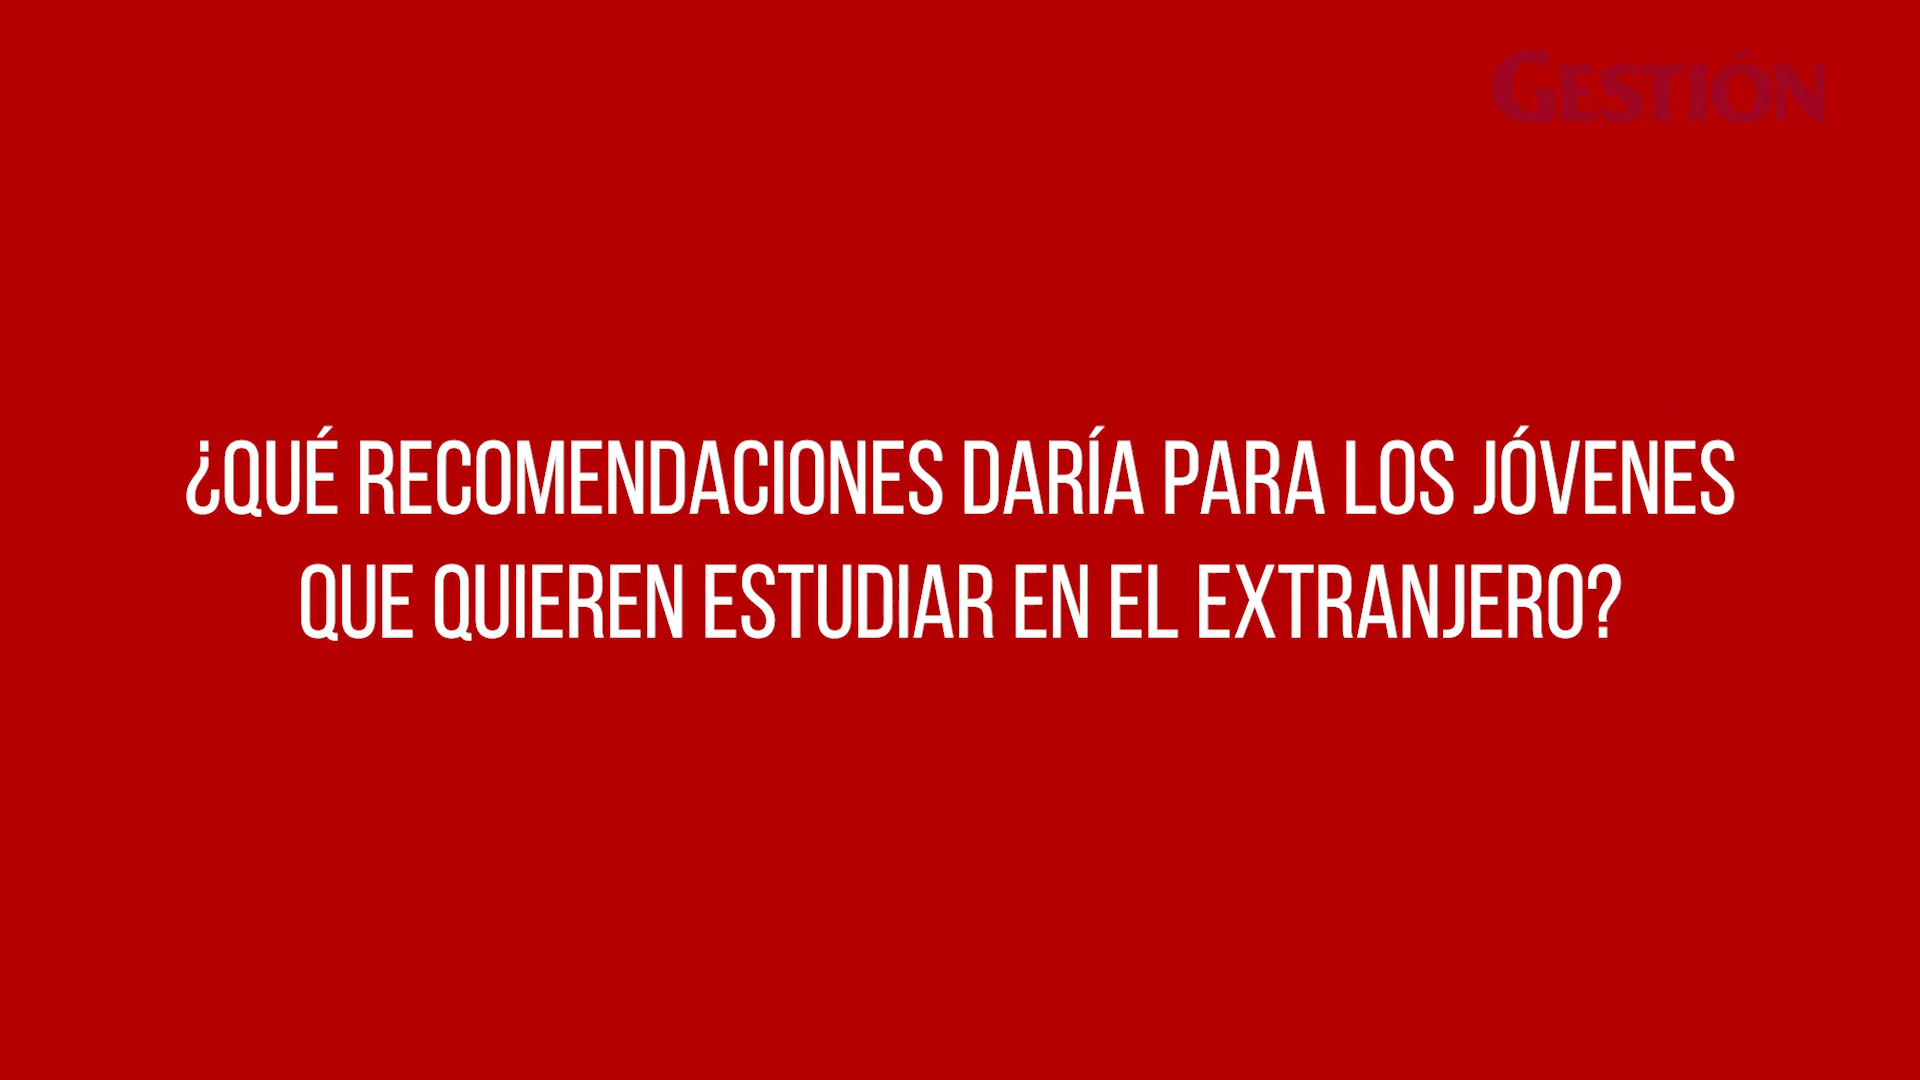 GESTIÓN
¿QUÉ RECOMENDACIONES DARÍA PARA LOS JÓVENES
QUE QUIEREN ESTUDIAR EN EL EXTRANJERO?